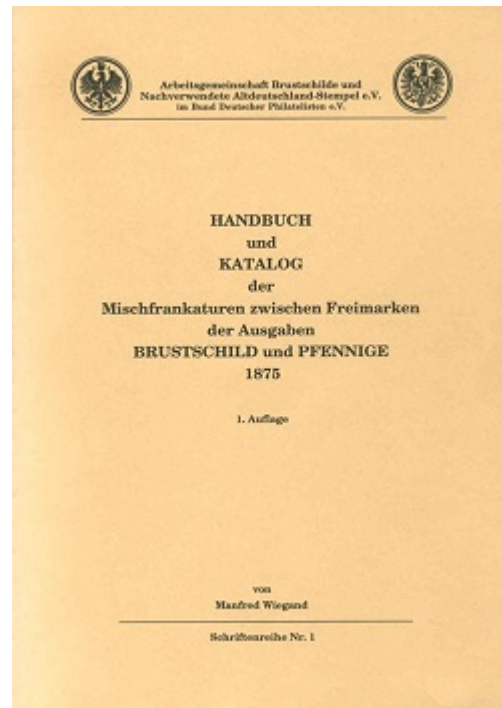 Arbeitsgemeinschaft Brustschilde und
Nachverwendete Altdeutschland-Stempel e.V.
im Bund Deutscher Philatelisten e.V.
HANDBUCH
und
KATALOG
der
Mischfrankaturen zwischen Freimarken
der Ausgaben
BRUSTSCHILD und PFENNIGE
1875
1. Auflage
von
Manfred Wiegand
Schriftenreihe Nr. 1